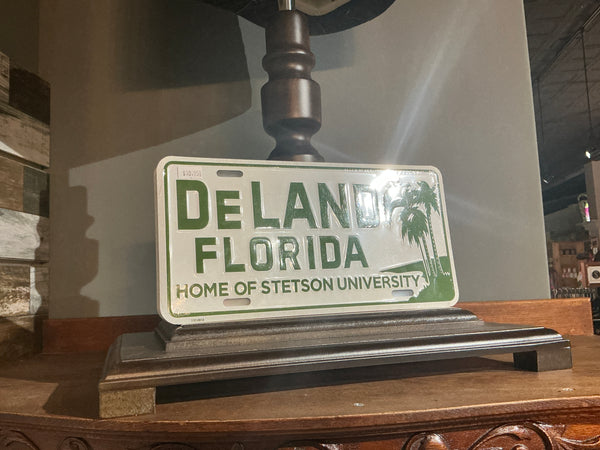 DeLAND
FLORIDA
HOME OF STETSON UNIVERSITY